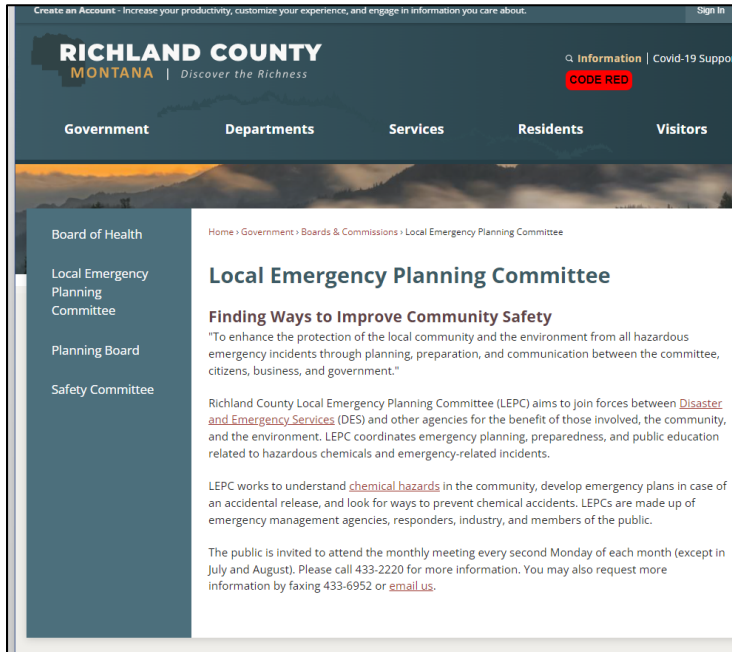 Create an Account - Increase your productivity, customize your experience, and engage in information you care about.
Sign In
RICHLAND COUNTY
MONTANA | Discover the Richness
Information | Covid-19 Suppor
CODE RED
Government
Departments
Services
Residents
Visitors
Board of Health
Local Emergency
Planning
Committee
Planning Board
Safety Committee
Home › Government › Boards & Commissions › Local Emergency Planning Committee
Local Emergency Planning Committee
Finding Ways to Improve Community Safety
"To enhance the protection of the local community and the environment from all hazardous
emergency incidents through planning, preparation, and communication between the committee,
citizens, business, and government."
Richland County Local Emergency Planning Committee (LEPC) aims to join forces between Disaster
and Emergency Services (DES) and other agencies for the benefit of those involved, the community,
and the environment. LEPC coordinates emergency planning, preparedness, and public education
related to hazardous chemicals and emergency-related incidents.
LEPC works to understand chemical hazards in the community, develop emergency plans in case of
an accidental release, and look for ways to prevent chemical accidents. LEPCs are made up of
emergency management agencies, responders, industry, and members of the public.
The public is invited to attend the monthly meeting every second Monday of each month (except in
July and August). Please call 433-2220 for more information. You may also request more
information by faxing 433-6952 or email us.